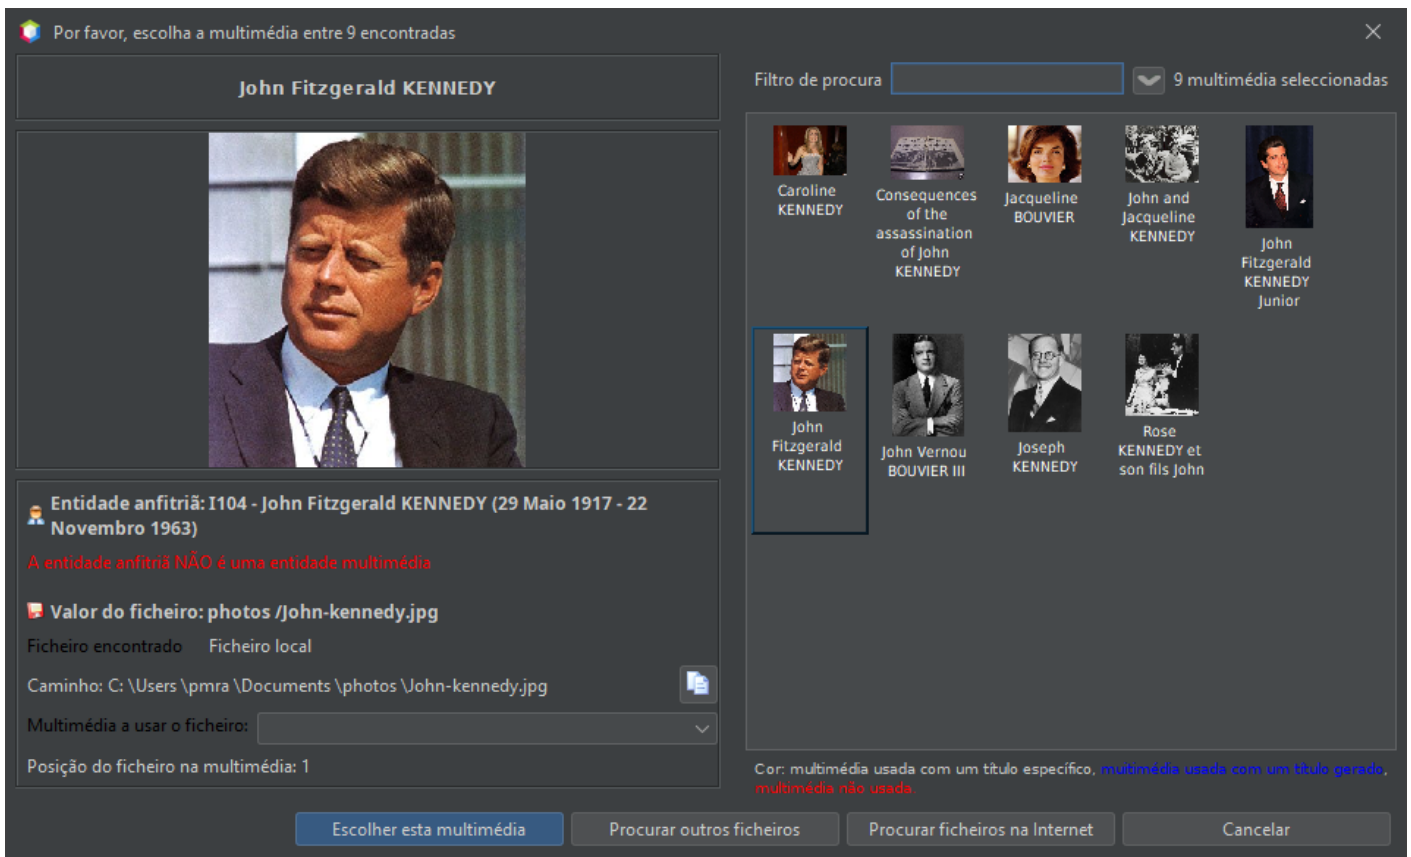 Por favor, escolha a multimédia entre 9 encontradas
John Fitzgerald KENNEDY
Entidade anfitriã: I104 - John Fitzgerald KENNEDY (29 Maio 1917 - 22
Novembro 1963)
A entidade anfitriã NÃO é uma entidade multimédia
Valor do ficheiro: photos /John-kennedy.jpg
Ficheiro encontrado Ficheiro local
Caminho: C: \Users \pmra \Documents \photos \John-kennedy.jpg
Multimédia a usar o ficheiro:
Posição do ficheiro na multimédia: 1
Filtro de procura
9 multimédia seleccionadas
Caroline
KENNEDY
Consequences
of the
assassination
of John
KENNEDY
Jacqueline
BOUVIER
John and
Jacqueline
KENNEDY
John
Fitzgerald
KENNEDY
Junior
John
Fitzgerald
KENNEDY
John Vernou
BOUVIER III
Joseph
KENNEDY
Rose
KENNEDY et
son fils John
Cor: multimédia usada com um título específico, multimédia usada com um título gerado,
multimédia não usada.
Escolher esta multimédia
Procurar outros ficheiros
Procurar ficheiros na Internet
Cancelar